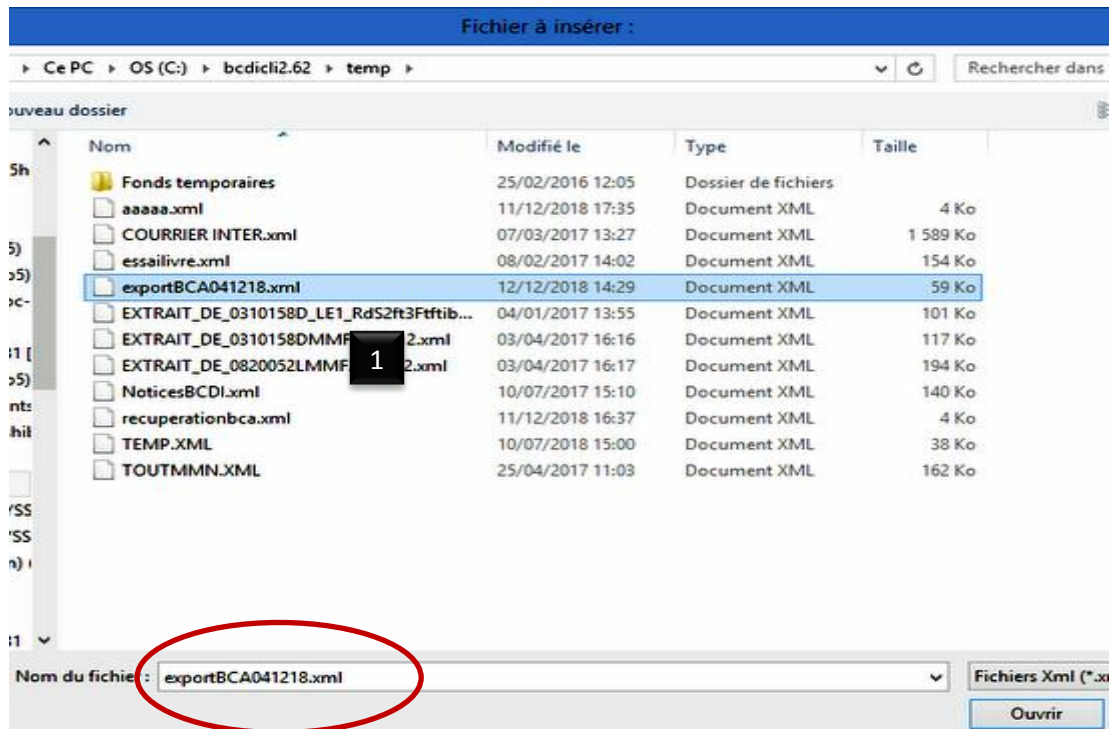 Fichier à insérer :
Ce PC OS (C:) bcdicli2.62 temp Rechercher dans
ouveau dossier
Nom Modifié le Type Taille
Fonds temporaires 25/02/2016 12:05 Dossier de fichiers
aaaaa.xml 11/12/2018 17:35 Document XML 4 Ko
COURRIER INTER.xml 07/03/2017 13:27 Document XML 1 589 Ko
essailivre.xml 08/02/2017 14:02 Document XML 154 Ko
exportBCA041218.xml 12/12/2018 14:29 Document XML 59 Ko
EXTRAIT_DE_0310158D_LE1_RdS2ft3Ftftib... 04/01/2017 13:55 Document XML 101 Ko
EXTRAIT_DE_0310158DMMF 2.xml 03/04/2017 16:16 Document XML 117 Ko
EXTRAIT_DE_0820052LMMF 2.xml 03/04/2017 16:17 Document XML 194 Ko
1
NoticesBCDI.xml 10/07/2017 15:10 Document XML 140 Ko
recuperationbca.xml 11/12/2018 16:37 Document XML 4 Ko
TEMP.XML 10/07/2018 15:00 Document XML 38 Ko
TOUTMMN.XML 25/04/2017 11:03 Document XML 162 Ko
Nom du fichier : exportBCA041218.xml Fichiers Xml (*.x
Ouvrir